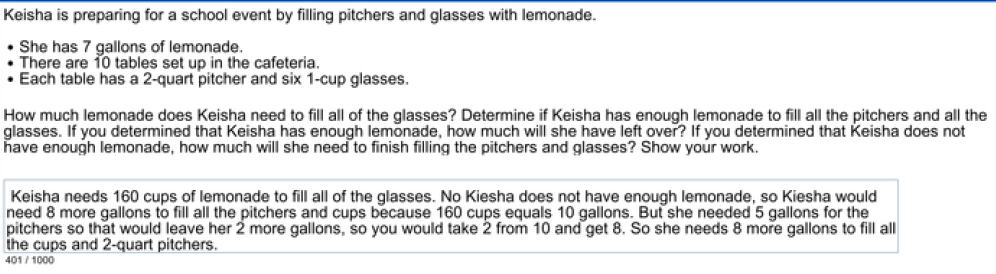 Keisha is preparing for a school event by filling pitchers and glasses with lemonade.
• She has 7 gallons of lemonade.
• There are 10 tables set up in the cafeteria.
• Each table has a 2-quart pitcher and six 1-cup glasses.
How much lemonade does Keisha need to fill all of the glasses? Determine if Keisha has enough lemonade to fill all the pitchers and all the
glasses. If you determined that Keisha has enough lemonade, how much will she have left over? If you determined that Keisha does not
have enough lemonade, how much will she need to finish filling the pitchers and glasses? Show your work.
Keisha needs 160 cups of lemonade to fill all of the glasses. No Kiesha does not have enough lemonade, so Kiesha would
need 8 more gallons to fill all the pitchers and cups because 160 cups equals 10 gallons. But she needed 5 gallons for the
pitchers so that would leave her 2 more gallons, so you would take 2 from 10 and get 8. So she needs 8 more gallons to fill all
the cups and 2-quart pitchers.
401 / 1000